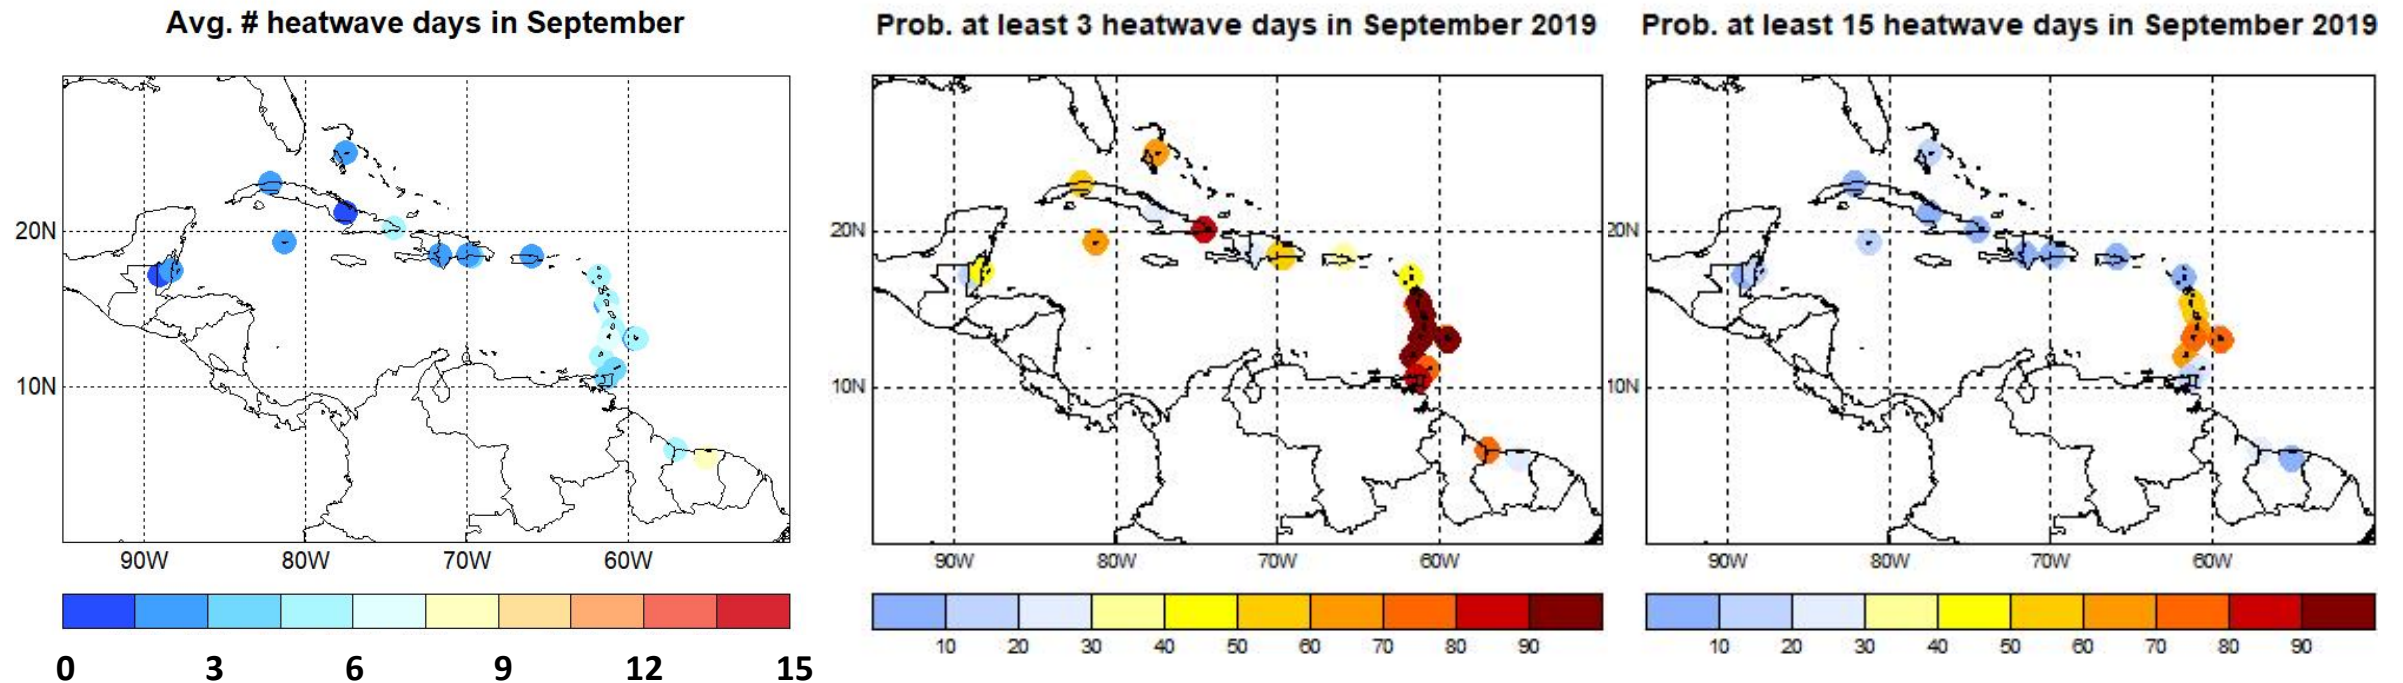 Avg. # heatwave days in September
20N
10N
90W 80W 70W 60W
0 3 6 9 12 15
Prob. at least 3 heatwave days in September 2019
20N
10N
90W 80W 70W 60W
10 20 30 40 50 60 70 80 90
Prob. at least 15 heatwave days in September 2019
20N
10N
90W 80W 70W 60W
10 20 30 40 50 60 70 80 90